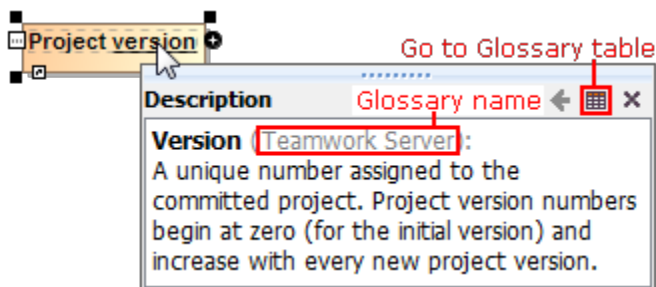 Project version
Go to Glossary table
Description
Glossary name
Version (Teamwork Server):
A unique number assigned to the
committed project. Project version numbers
begin at zero (for the initial version) and
increase with every new project version.